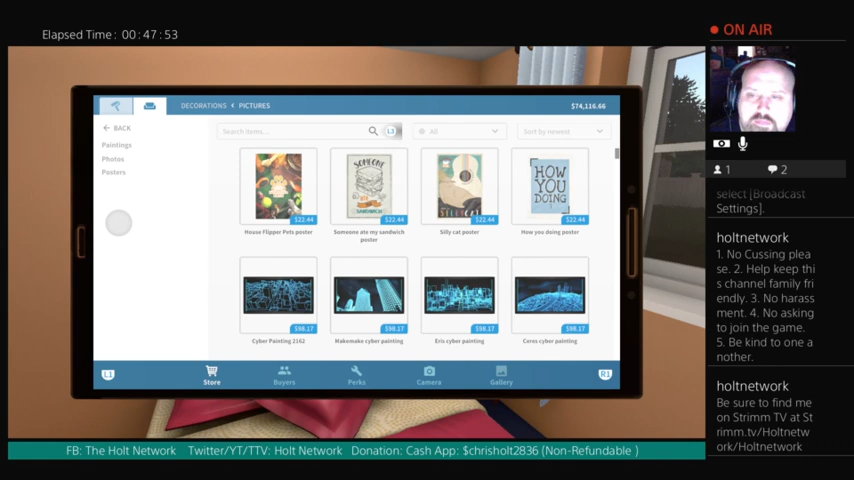 Elapsed Time : 00:47:53
ON AIR
DECORATIONS < PICTURES
$74,116.66
BACK
Search items...
L3
All
Sort by newest
Paintings
Photos
Posters
SOMEONE
HOW
YOU
DOING
$22.44
$22.44
$22.44
$22.44
House Flipper Pets poster
Someone ate my sandwich
poster
Silly cat poster
How you doing poster
$98.17
$98.17
$98.17
$98.17
Cyber Painting 2162
Makemake cyber painting
Eris cyber painting
Ceros cyber painting
L1
Store
Buyers
Perks
Camera
Gallery
R1
1
2
select [Broadcast
Settings].
holtnetwork
1. No Cussing plea
se. 2. Help keep thi
s channel family fri
endly. 3. No harass
ment. 4. No asking
to join the game.
5. Be kind to one a
nother.
holtnetwork
Be sure to find me
on Strimm TV at St
rimm.tv/Holtnetw
ork/Holtnetwork
FB: The Holt Network Twitter/YT/TTV: Holt Network Donation: Cash App: $chrisholt2836 (Non-Refundable )